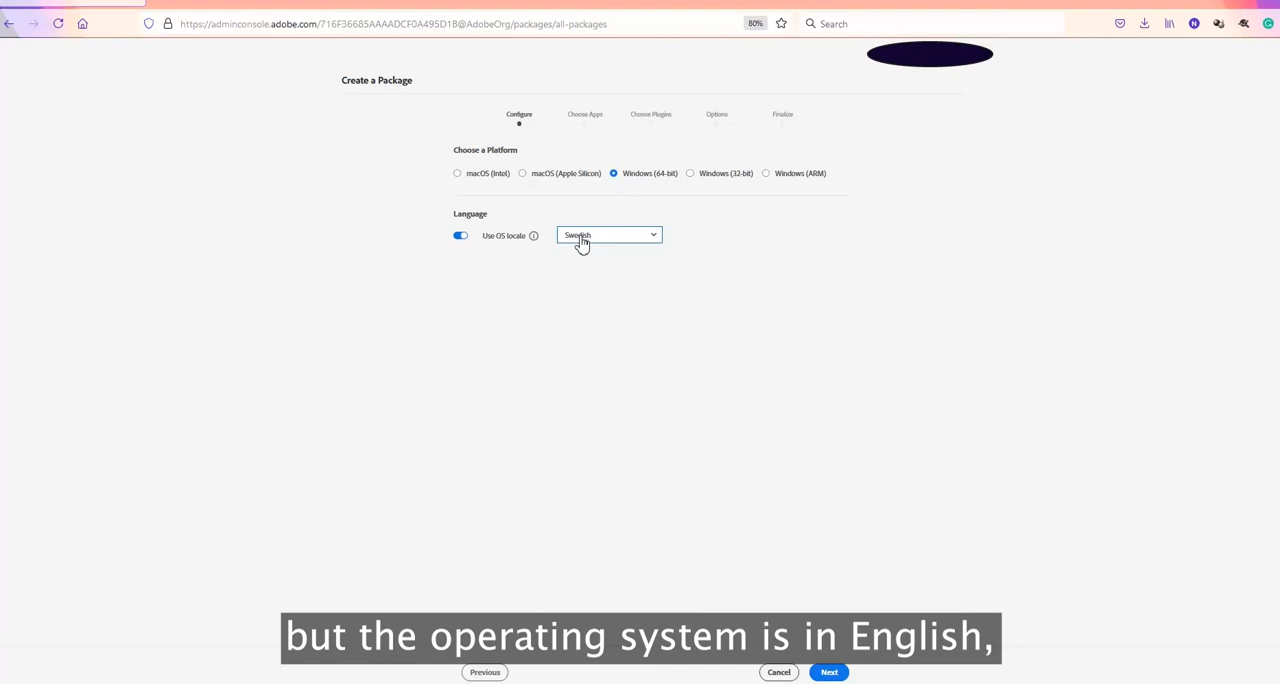 https://adminconsole.adobe.com/716F36685AAAADCF0A495D18@AdobeOrg/packages/all-packages
80%
Search
N
Create a Package
Configure
Choose Apps
Choose Plugins
Options
Finalize
Choose a Platform
macOS (Intel)
macOS (Apple Silicon)
Windows (64-bit)
Windows (32-bit)
Windows (ARM)
Language
Use OS locale
Swedish
but the operating system is in English,
Previous
Cancel
Next